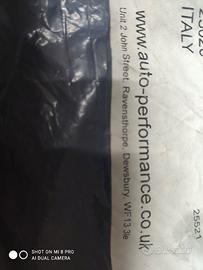 ITALY
www.auto-performance.co.uk
Unit 2 John Street, Ravensthorpe, Dewsbury, WF13 3le
25521
SHOT ON MI 8 PRO
AI DUAL CAMERA